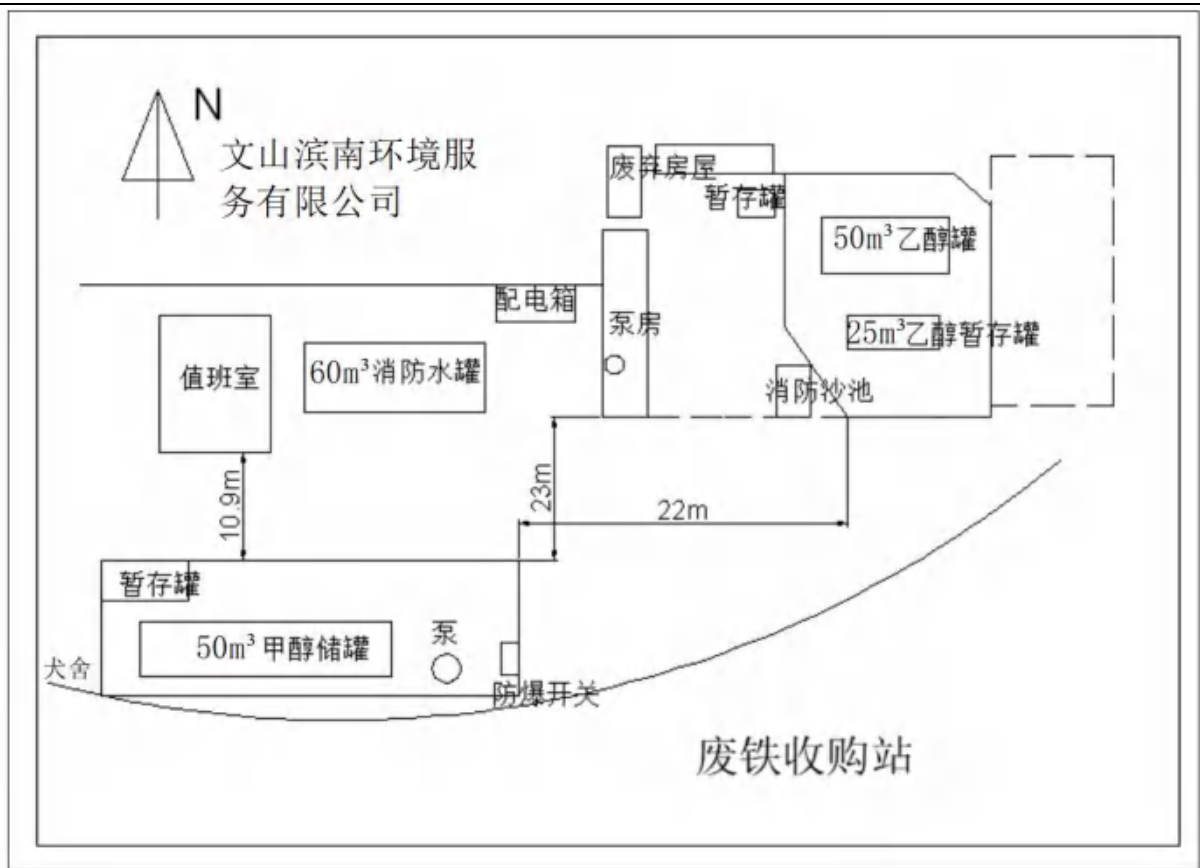 N
文山滨南环境服
务有限公司
废弃房屋
暂存罐
50m³乙醇罐
配电箱
泵房
25m³乙醇暂存罐
值班室
60m³消防水罐
消防沙池
10.9m
23m
22m
暂存罐
50m³甲醇储罐
泵
犬舍
防爆开关
废铁收购站